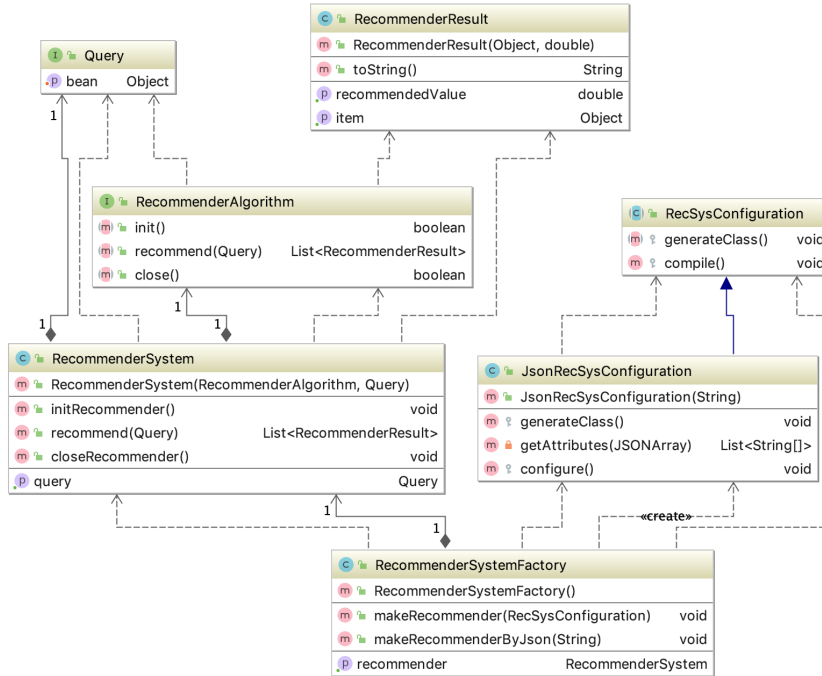 C RecommenderResult
m RecommenderResult(Object, double)
m toString() String
p recommendedValue double
p item Object
I Query
p bean Object
1
I RecommenderAlgorithm
m init() boolean
m recommend(Query) List<RecommenderResult>
m close() boolean
C RecSysConfiguration
m generateClass() void
m compile() void
1
1
1
C RecommenderSystem
m RecommenderSystem(RecommenderAlgorithm, Query)
m initRecommender() void
m recommend(Query) List<RecommenderResult>
m closeRecommender() void
p query Query
C JsonRecSysConfiguration
m JsonRecSysConfiguration(String)
m generateClass() void
m getAttributes(JSONArray) List<String[]>
m configure() void
1
«create»
1
C RecommenderSystemFactory
m RecommenderSystemFactory()
m makeRecommender(RecSysConfiguration) void
m makeRecommenderByJson(String) void
p recommender RecommenderSystem